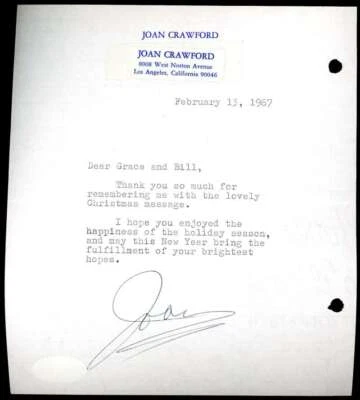 JOAN CRAWFORD
JOAN CRAWFORD
8008 West Norton Avenue
Los Angeles, California 90046
February 13, 1967
Dear Grace and Bill,
Thank you so much for
remembering me with the lovely
Christmas message.
I hope you enjoyed the
happiness of the holiday season,
and may this New Year bring the
fulfillment of your brightest
hopes.
Joan